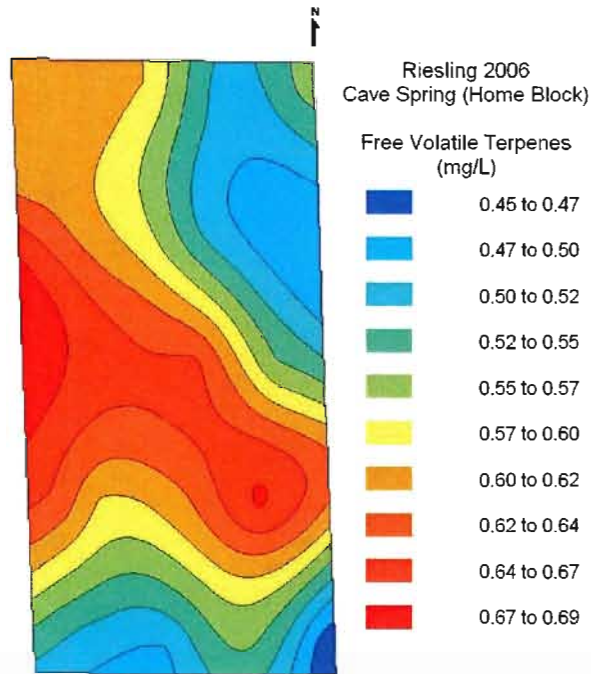 N
Riesling 2006
Cave Spring (Home Block)
Free Volatile Terpenes
(mg/L)
0.45 to 0.47
0.47 to 0.50
0.50 to 0.52
0.52 to 0.55
0.55 to 0.57
0.57 to 0.60
0.60 to 0.62
0.62 to 0.64
0.64 to 0.67
0.67 to 0.69